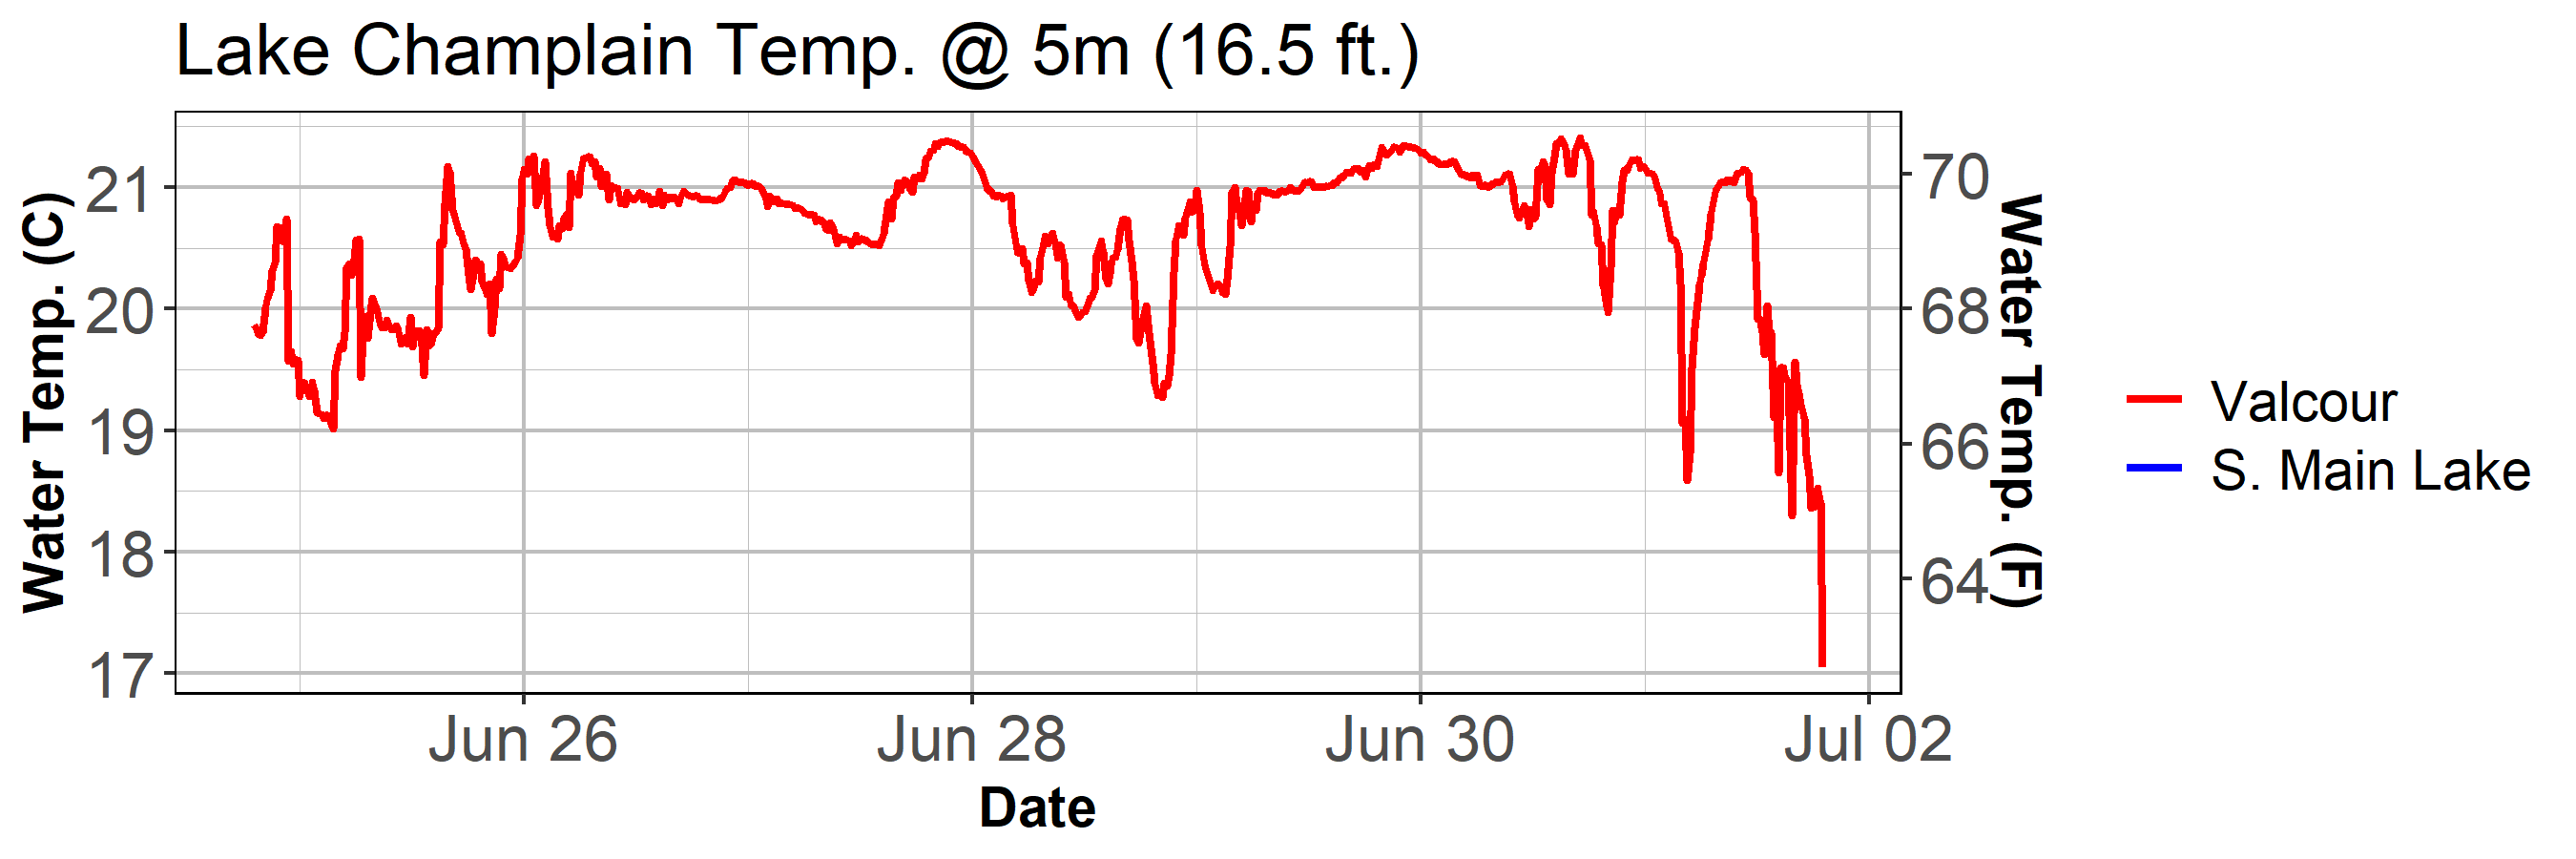 Lake Champlain Temp. @ 5m (16.5 ft.)
Water Temp. (C)
21
20
19
18
17
70
68
66
64
Water Temp. (F)
Jun 26
Jun 28
Jun 30
Jul 02
Date
Valcour
S. Main Lake